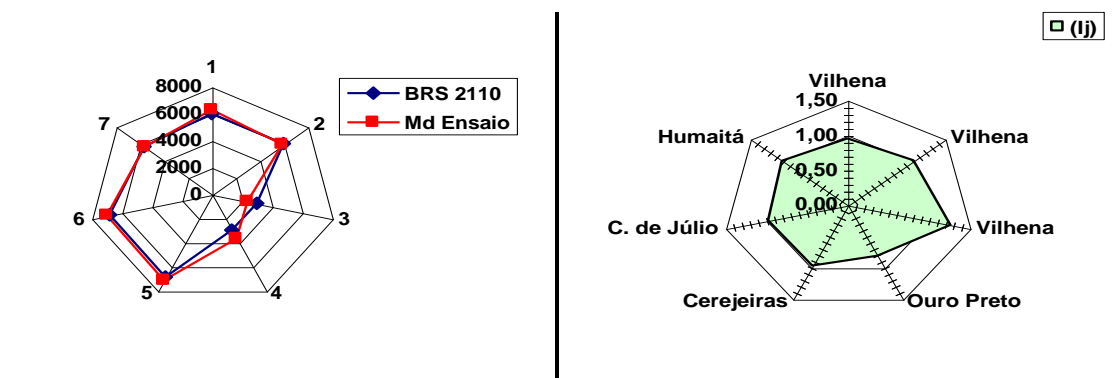 1
8000
6000
4000
2000
0
2
3
4
5
6
7
BRS 2110
Md Ensaio
(Ij)
Vilhena
1,50
1,00
0,50
0,00
Vilhena
Vilhena
Ouro Preto
Cerejeiras
C. de Júlio
Humaitá